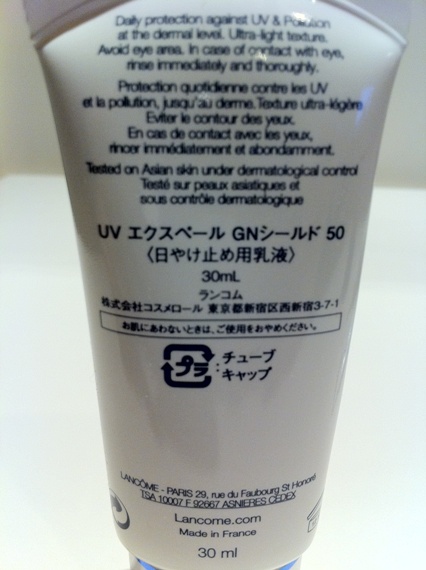 Daily protection against UV & Pollution
at the dermal level. Ultra-light texture.
Avoid eye area. In case of contact with eye,
rinse immediately and thoroughly.
Protection quotidienne contre les UV
et la pollution, jusqu'au derme. Texture ultra-légère
Eviter le contour des yeux.
En cas de contact avec les yeux,
rincer immédiatement et abondamment.
Tested on Asian skin under dermatological control
Testé sur peaux asiatiques et
sous contrôle dermatologique
UV エクスペール GNシールド 50
〈日やけ止め用乳液〉
30mL
ランコム
株式会社コスメロール 東京都新宿区西新宿3-7-1
お肌にあわないときは、ご使用をおやめください。
プラ : チューブ
キャップ
LANCÔME - PARIS 29, rue du Faubourg St Honoré
TSA 10007 F 92667 ASNIERES CEDEX
Lancome.com
Made in France
30 ml